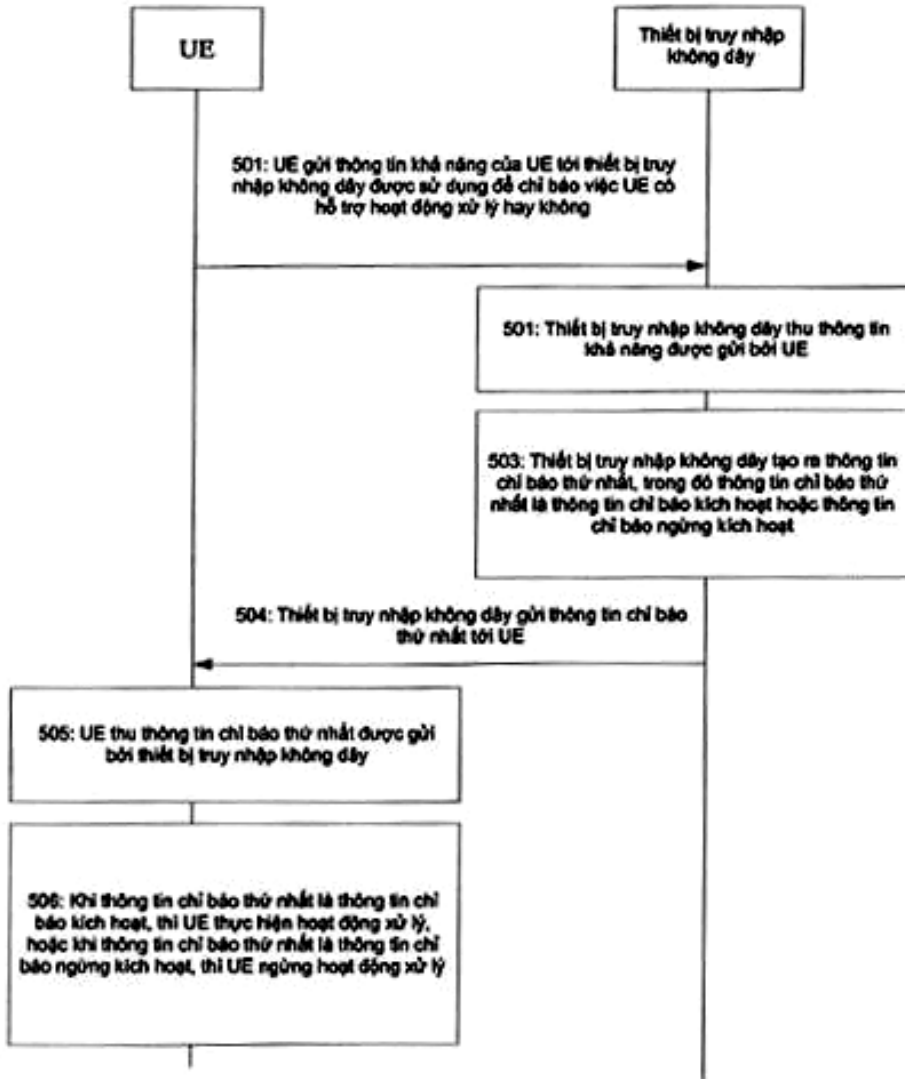 UE
Thiết bị truy nhập
không dây
501: UE gửi thông tin khả năng của UE tới thiết bị truy
nhập không dây được sử dụng để chỉ báo việc UE có
hỗ trợ hoạt động xử lý hay không
501: Thiết bị truy nhập không dây thu thông tin
khả năng được gửi bởi UE
503: Thiết bị truy nhập không dây tạo ra thông tin
chỉ báo thứ nhất, trong đó thông tin chỉ báo thứ
nhất là thông tin chỉ báo kích hoạt hoặc thông tin
chỉ báo ngừng kích hoạt
504: Thiết bị truy nhập không dây gửi thông tin chỉ báo
thứ nhất tới UE
505: UE thu thông tin chỉ báo thứ nhất được gửi
bởi thiết bị truy nhập không dây
506: Khi thông tin chỉ báo thứ nhất là thông tin chỉ
báo kích hoạt, thì UE thực hiện hoạt động xử lý,
hoặc khi thông tin chỉ báo thứ nhất là thông tin chỉ
báo ngừng kích hoạt, thì UE ngừng hoạt động xử lý